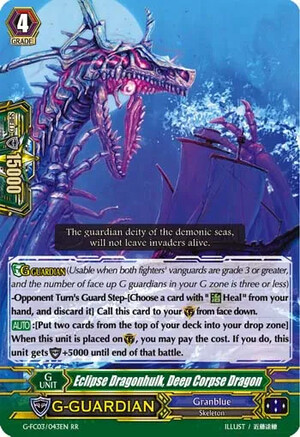 4
GRADE
15000
The guardian deity of the demonic seas,
will not leave invaders alive.
G GUARDIAN (Usable when both fighters' vanguards are grade 3 or greater,
and the number of face up G guardians in your G zone is three or less)
-Opponent Turn's Guard Step-[Choose a card with "治 Heal" from your
hand, and discard it] Call this card to your G from face down.
AUTO:[Put two cards from the top of your deck into your drop zone]
When this unit is placed on G, you may pay the cost. If you do, this
unit gets +5000 until end of that battle.
G UNIT
Eclipse Dragonhulk, Deep Corpse Dragon
G-GUARDIAN
Granblue
Skeleton
G-FC03/043EN RR
ILLUST / 近藤達弥